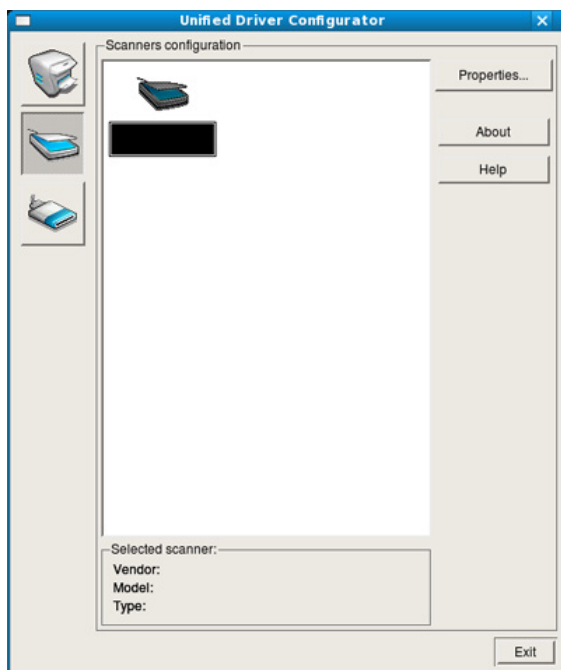 Unified Driver Configurator
Scanners configuration
Properties...
About
Help
Selected scanner:
Vendor:
Model:
Type:
Exit